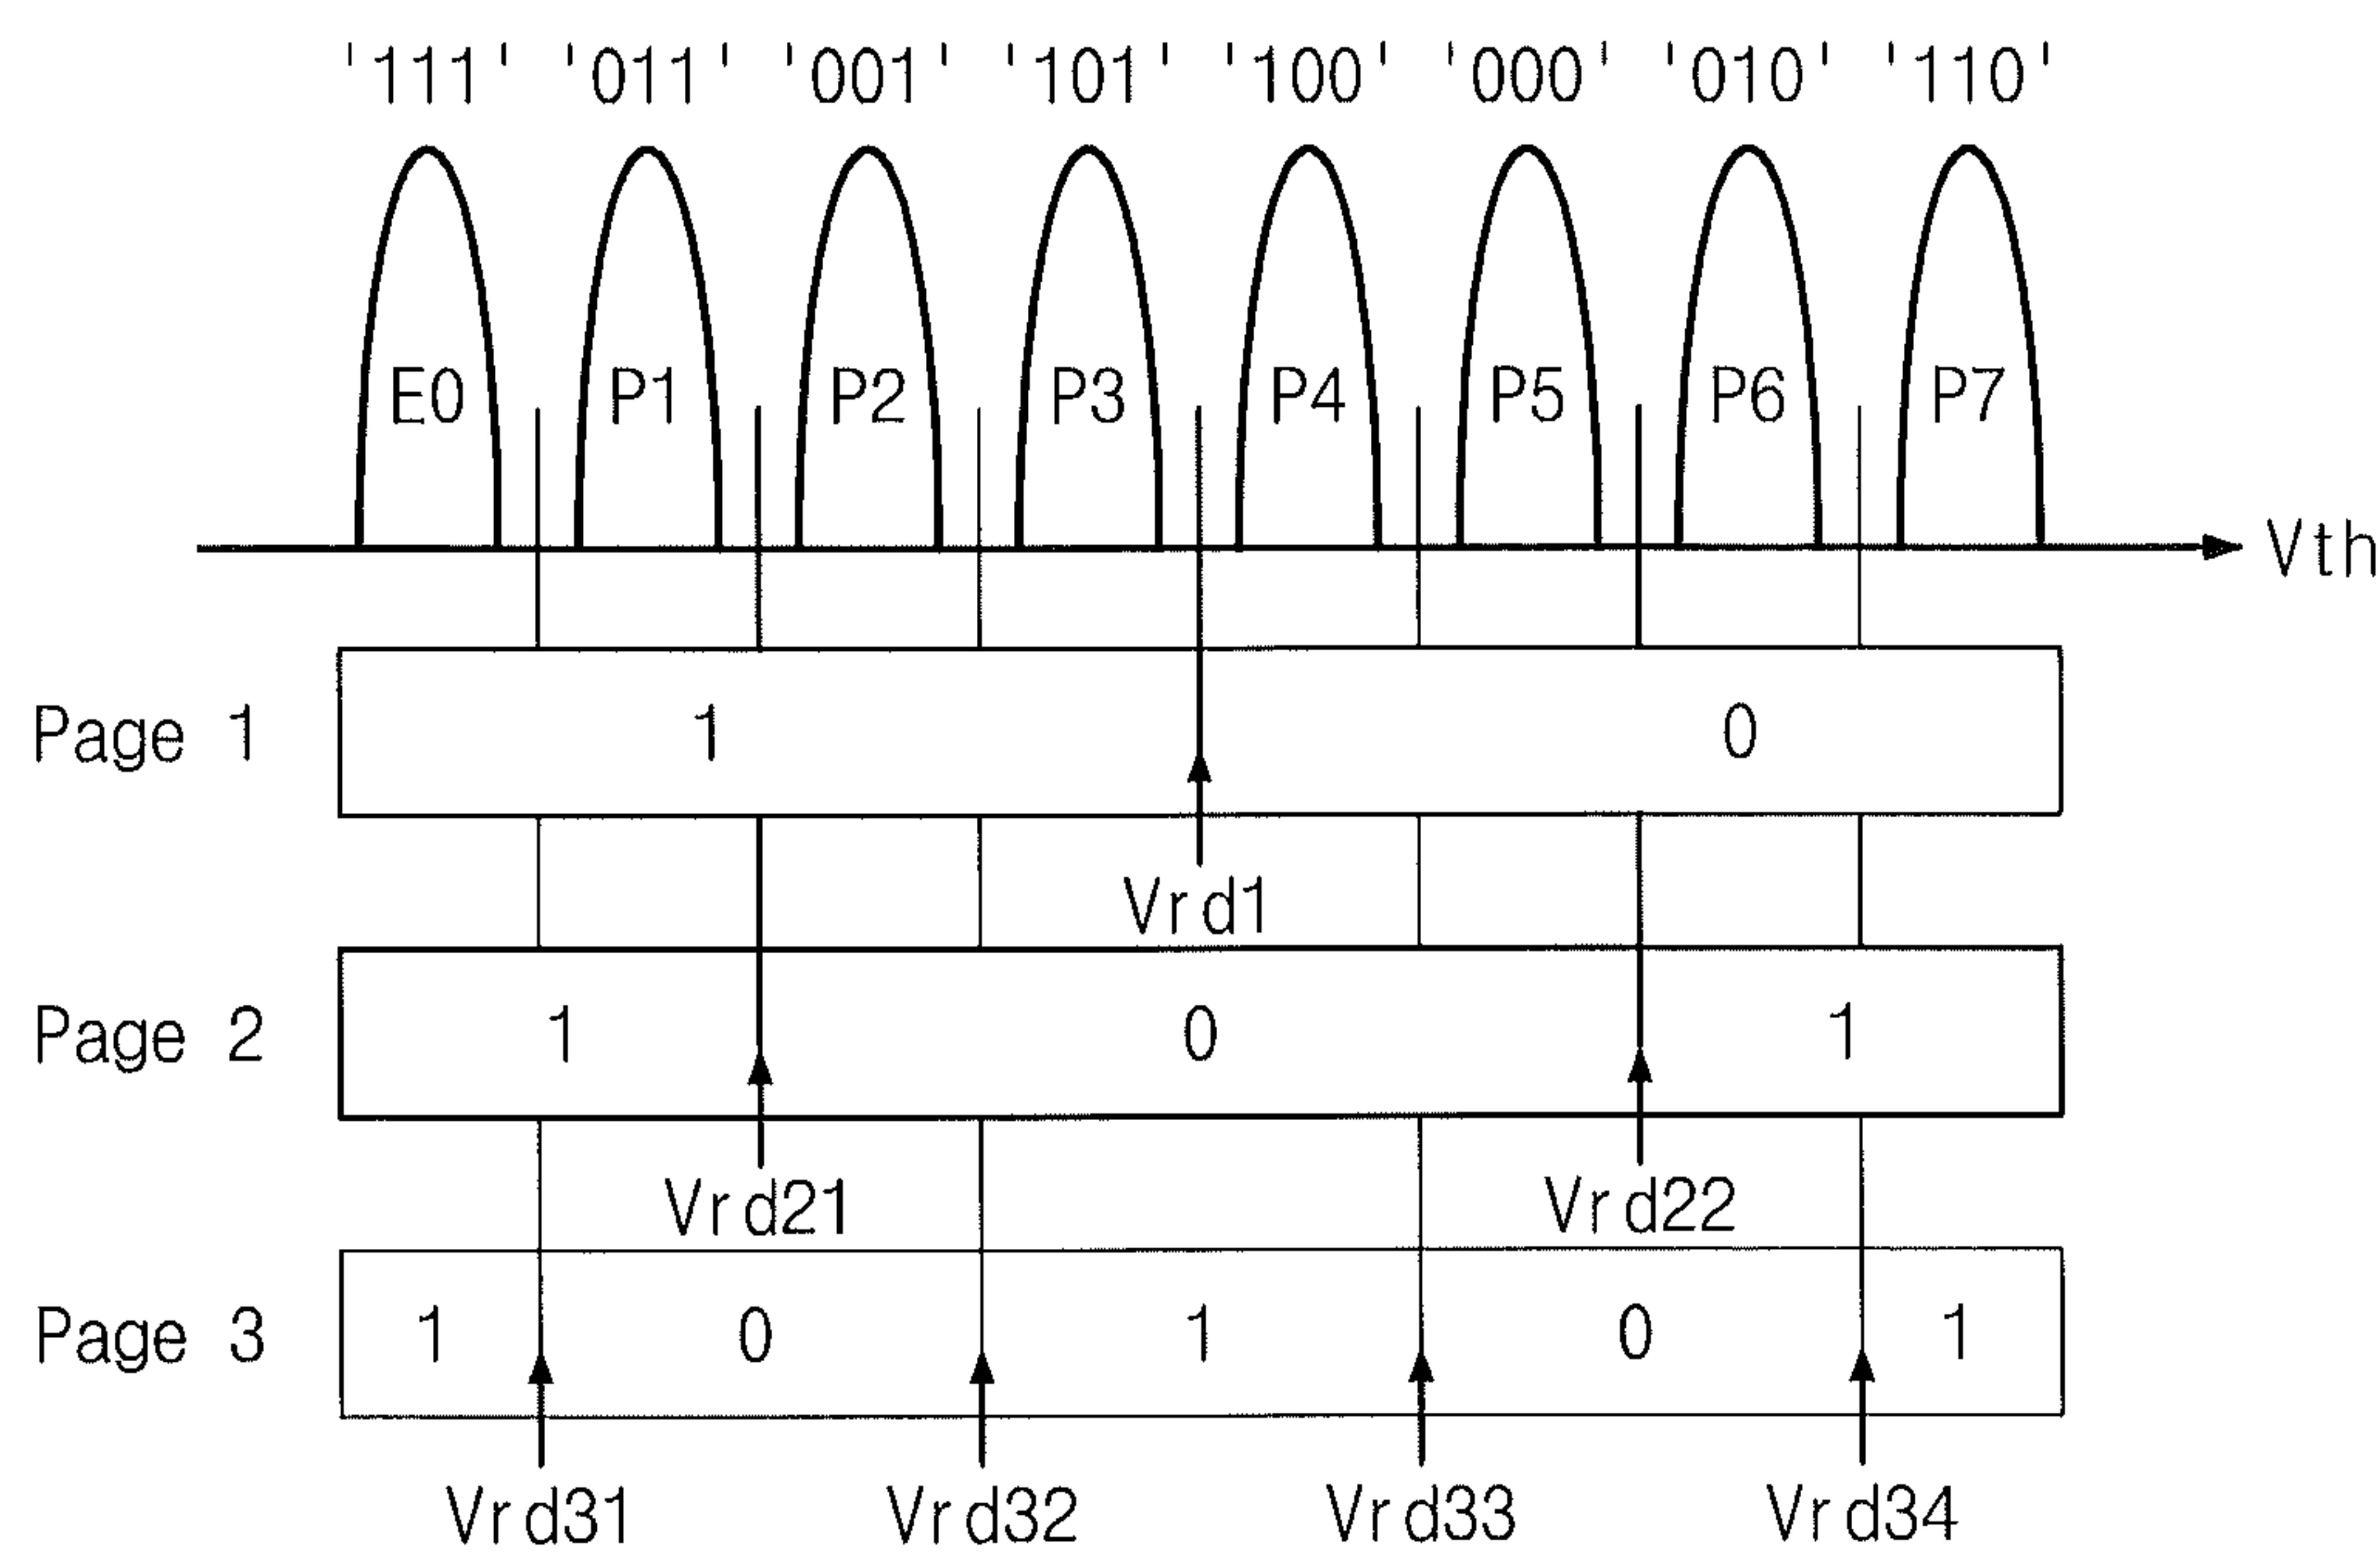 '111' '011' '001' '101' '100' '000' '010' '110'
E0 P1 P2 P3 P4 P5 P6 P7
Vth
Page 1 1 0
Vrd1
Page 2 1 0 1
Vrd21 Vrd22
Page 3 1 0 1 0 1
Vrd31 Vrd32 Vrd33 Vrd34